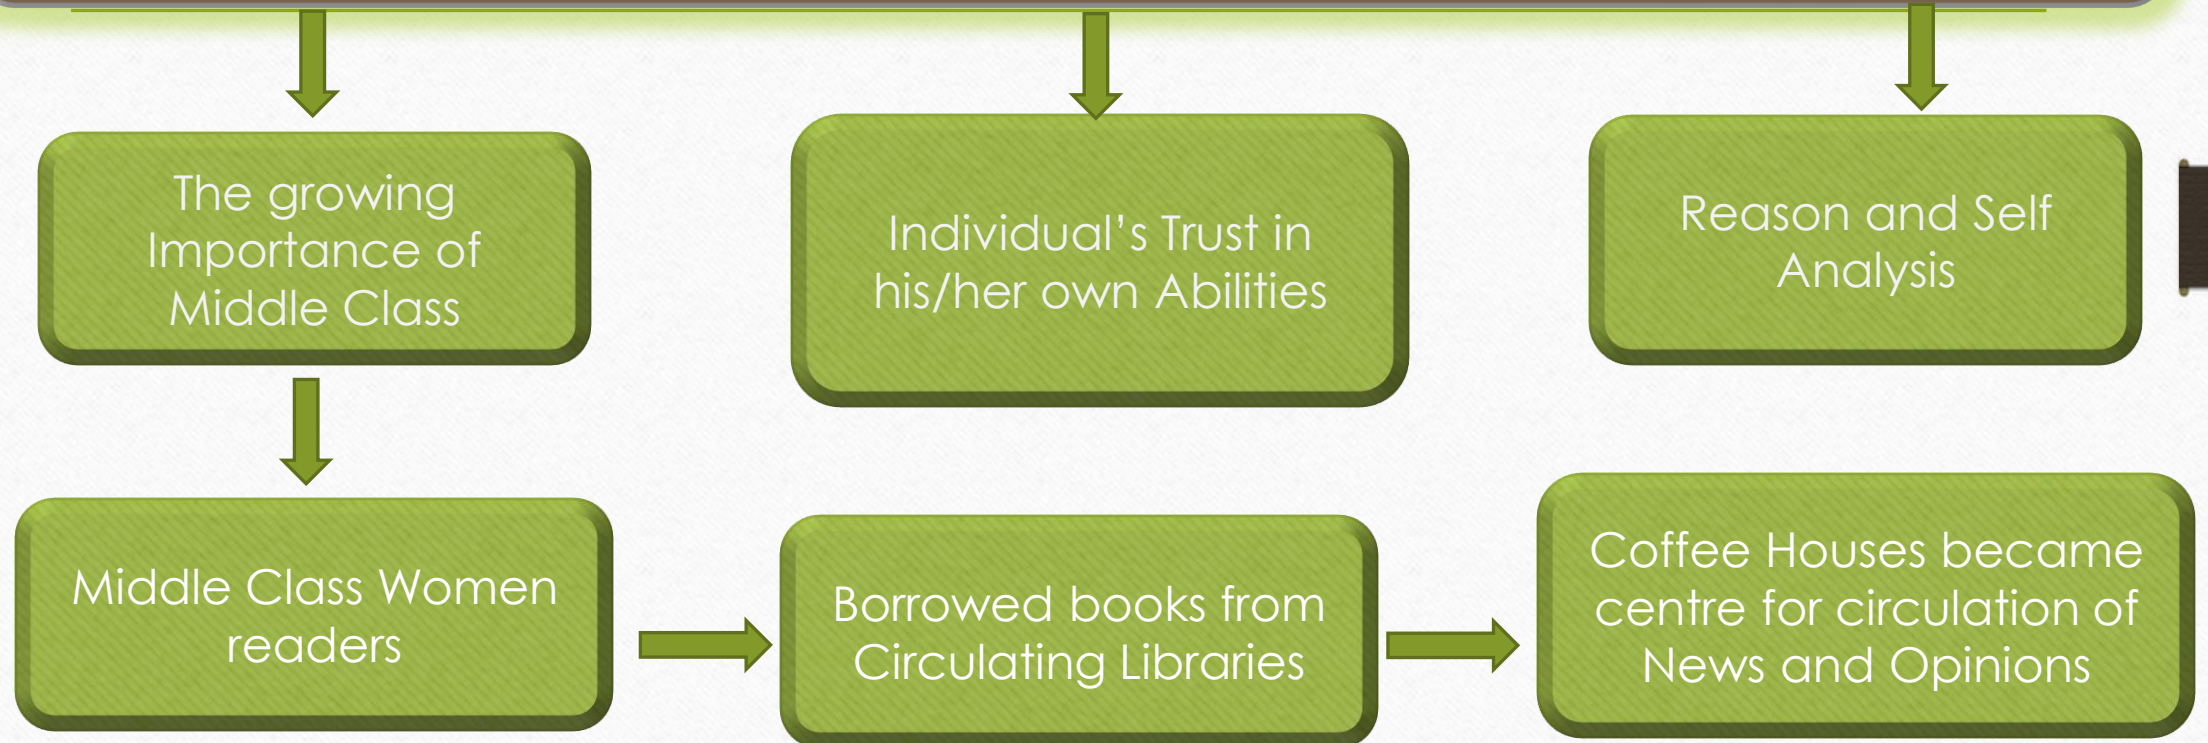 The growing
Importance of
Middle Class
Individual’s Trust in
his/her own Abilities
Reason and Self
Analysis
Middle Class Women
readers
Borrowed books from
Circulating Libraries
Coffee Houses became
centre for circulation of
News and Opinions